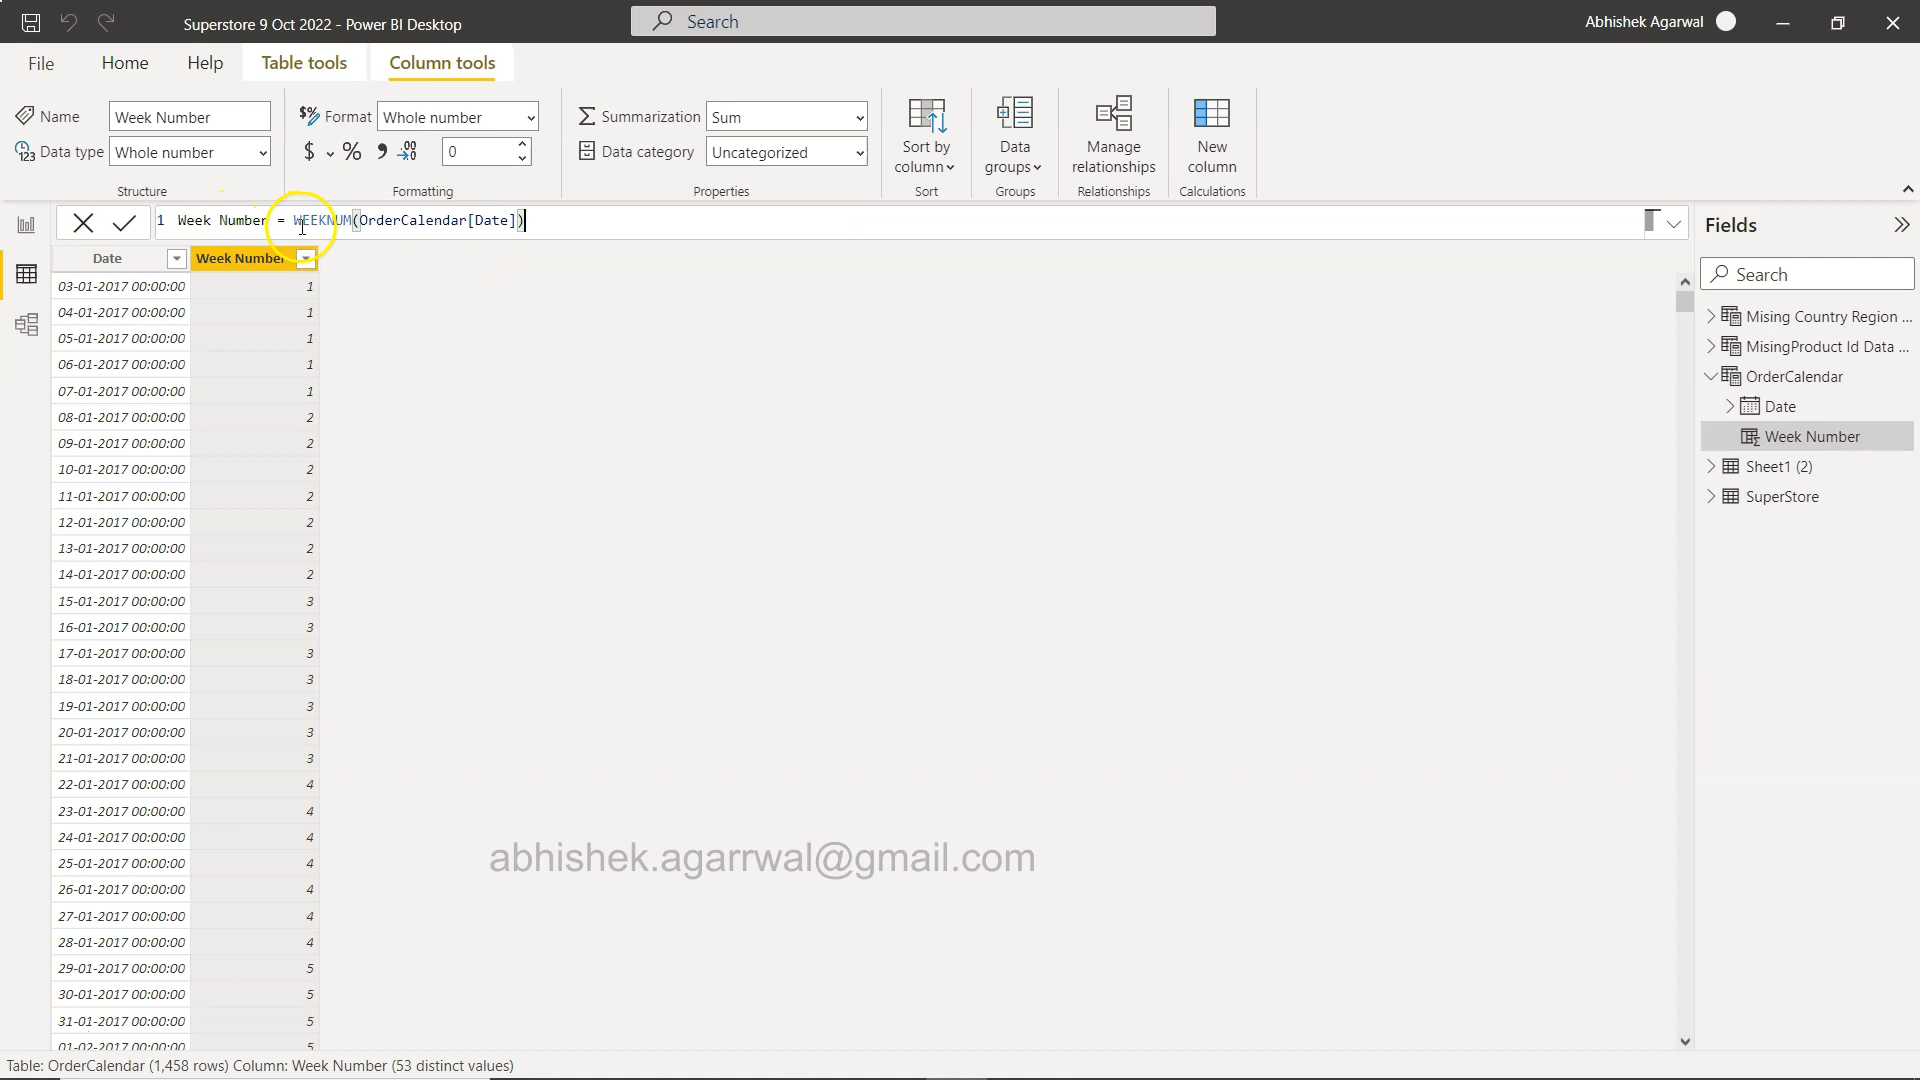 Superstore 9 Oct 2022 - Power BI Desktop
Search
Abhishek Agarwal
File Home Help Table tools Column tools
Name Week Number
Format Whole number
Summarization Sum
Data type Whole number
$ % 0
Data category Uncategorized
Sort by column
Data groups
Manage relationships
New column
Structure Formatting Properties Sort Groups Relationships Calculations
1 Week Number = WEEKNUM(OrderCalendar[Date])
Date Week Number
03-01-2017 00:00:00 1
04-01-2017 00:00:00 1
05-01-2017 00:00:00 1
06-01-2017 00:00:00 1
07-01-2017 00:00:00 1
08-01-2017 00:00:00 2
09-01-2017 00:00:00 2
10-01-2017 00:00:00 2
11-01-2017 00:00:00 2
12-01-2017 00:00:00 2
13-01-2017 00:00:00 2
14-01-2017 00:00:00 2
15-01-2017 00:00:00 3
16-01-2017 00:00:00 3
17-01-2017 00:00:00 3
18-01-2017 00:00:00 3
19-01-2017 00:00:00 3
20-01-2017 00:00:00 3
21-01-2017 00:00:00 3
22-01-2017 00:00:00 4
23-01-2017 00:00:00 4
24-01-2017 00:00:00 4
25-01-2017 00:00:00 4
26-01-2017 00:00:00 4
27-01-2017 00:00:00 4
28-01-2017 00:00:00 4
29-01-2017 00:00:00 5
30-01-2017 00:00:00 5
31-01-2017 00:00:00 5
01-02-2017 00:00:00 5
abhishek.agarrwal@gmail.com
Fields
Search
Mising Country Region ...
MisingProduct Id Data ...
OrderCalendar
Date
Week Number
Sheet1 (2)
SuperStore
Table: OrderCalendar (1,458 rows) Column: Week Number (53 distinct values)